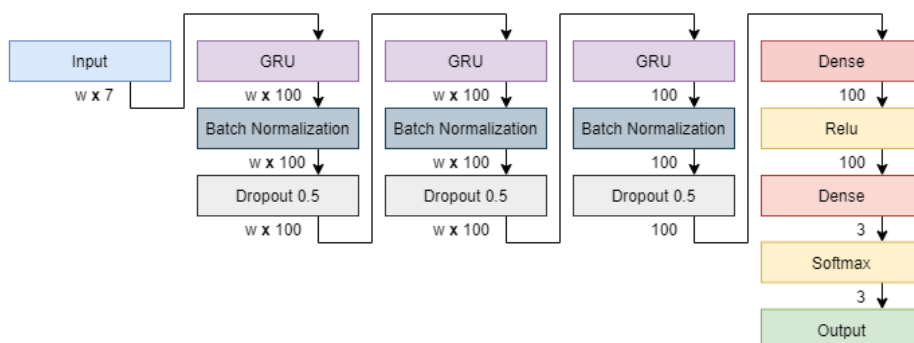 Input
w x 7
GRU
w x 100
Batch Normalization
w x 100
Dropout 0.5
w x 100
GRU
w x 100
Batch Normalization
w x 100
Dropout 0.5
w x 100
GRU
100
Batch Normalization
100
Dropout 0.5
100
Dense
100
Relu
100
Dense
3
Softmax
3
Output